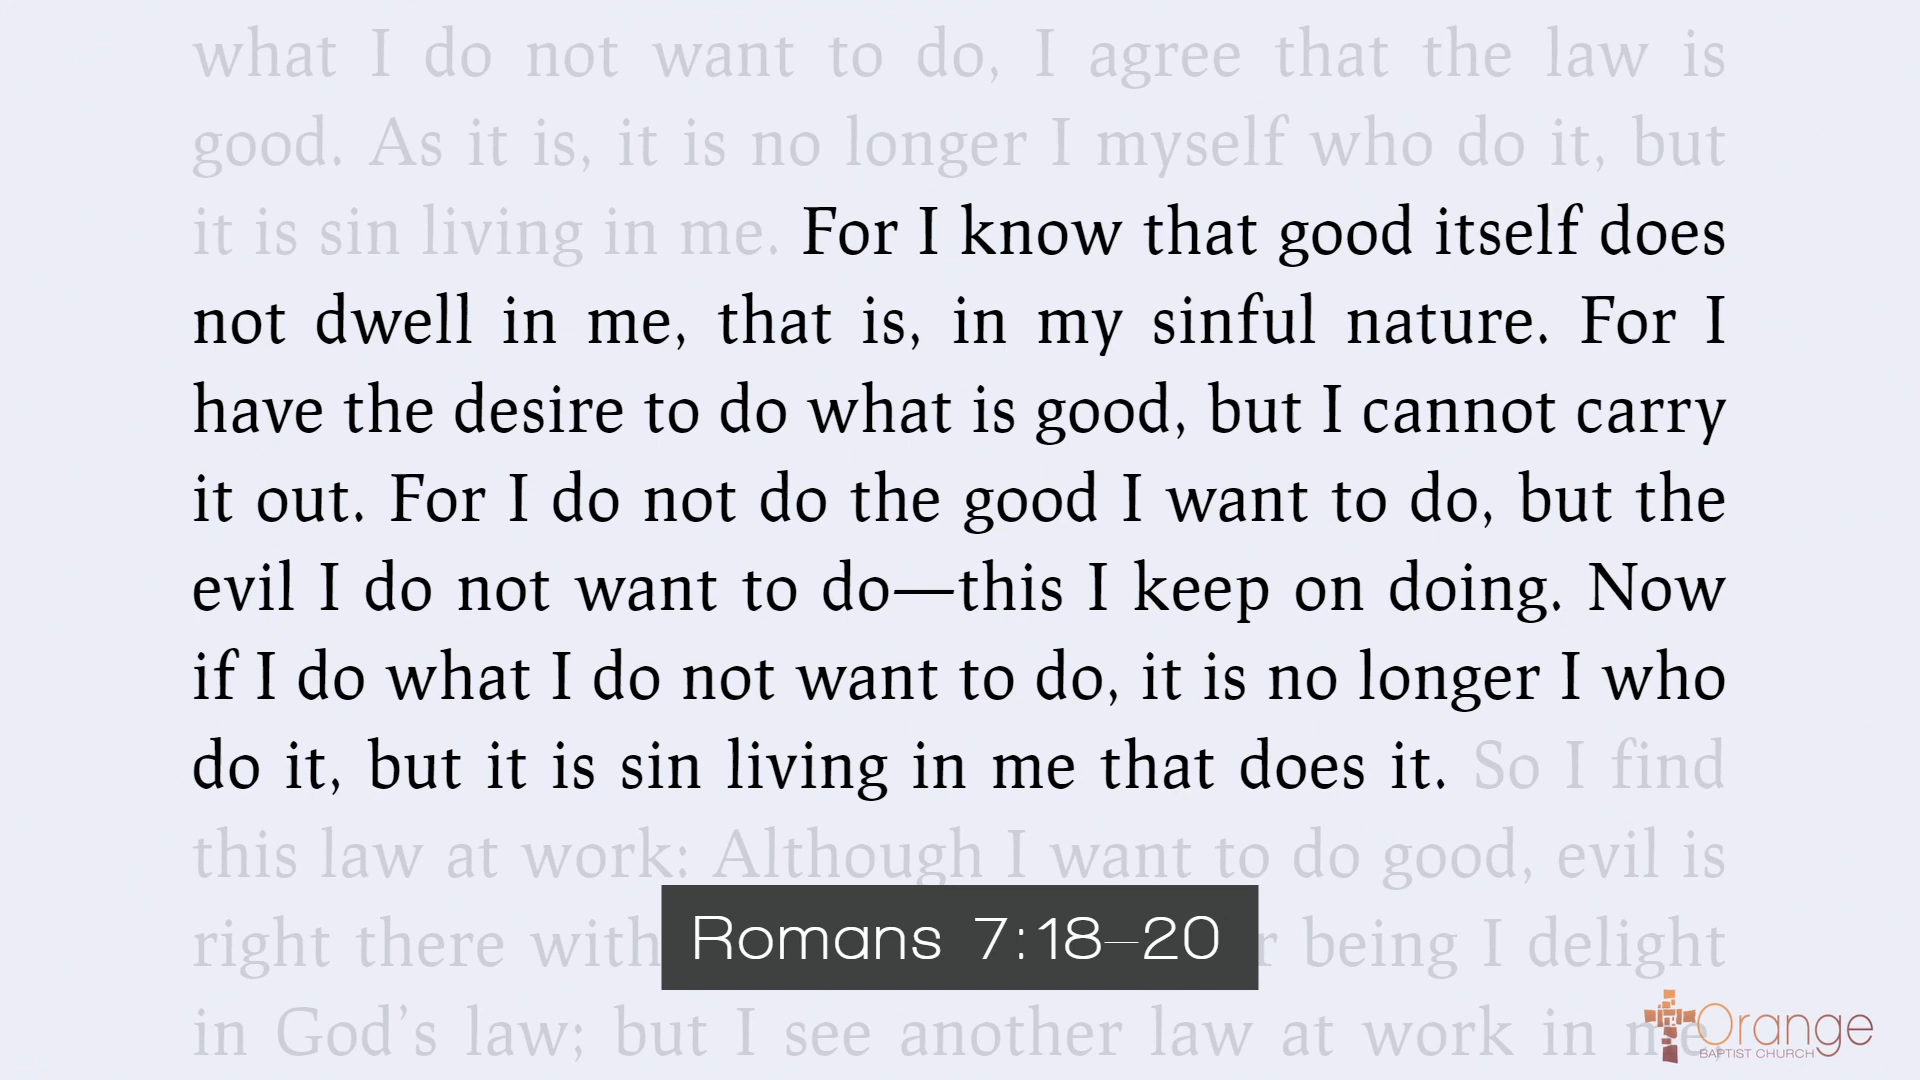 what I do not want to do, I agree that the law is
good. As it is, it is no longer I myself who do it, but
it is sin living in me. For I know that good itself does
not dwell in me, that is, in my sinful nature. For I
have the desire to do what is good, but I cannot carry
it out. For I do not do the good I want to do, but the
evil I do not want to do—this I keep on doing. Now
if I do what I do not want to do, it is no longer I who
do it, but it is sin living in me that does it. So I find
this law at work: Although I want to do good, evil is
right there with being I delight
Romans 7:18–20
in God’s law; but I see another law at work in me,
Orange
BAPTIST CHURCH